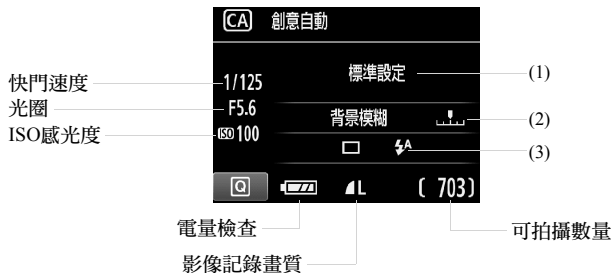 CA 創意自動
標準設定 (1)
快門速度 1/125
光圈 F5.6
背景模糊 (2)
ISO感光度 ISO 100
A (3)
Q L ( 703)
電量檢查
可拍攝數量
影像記錄畫質